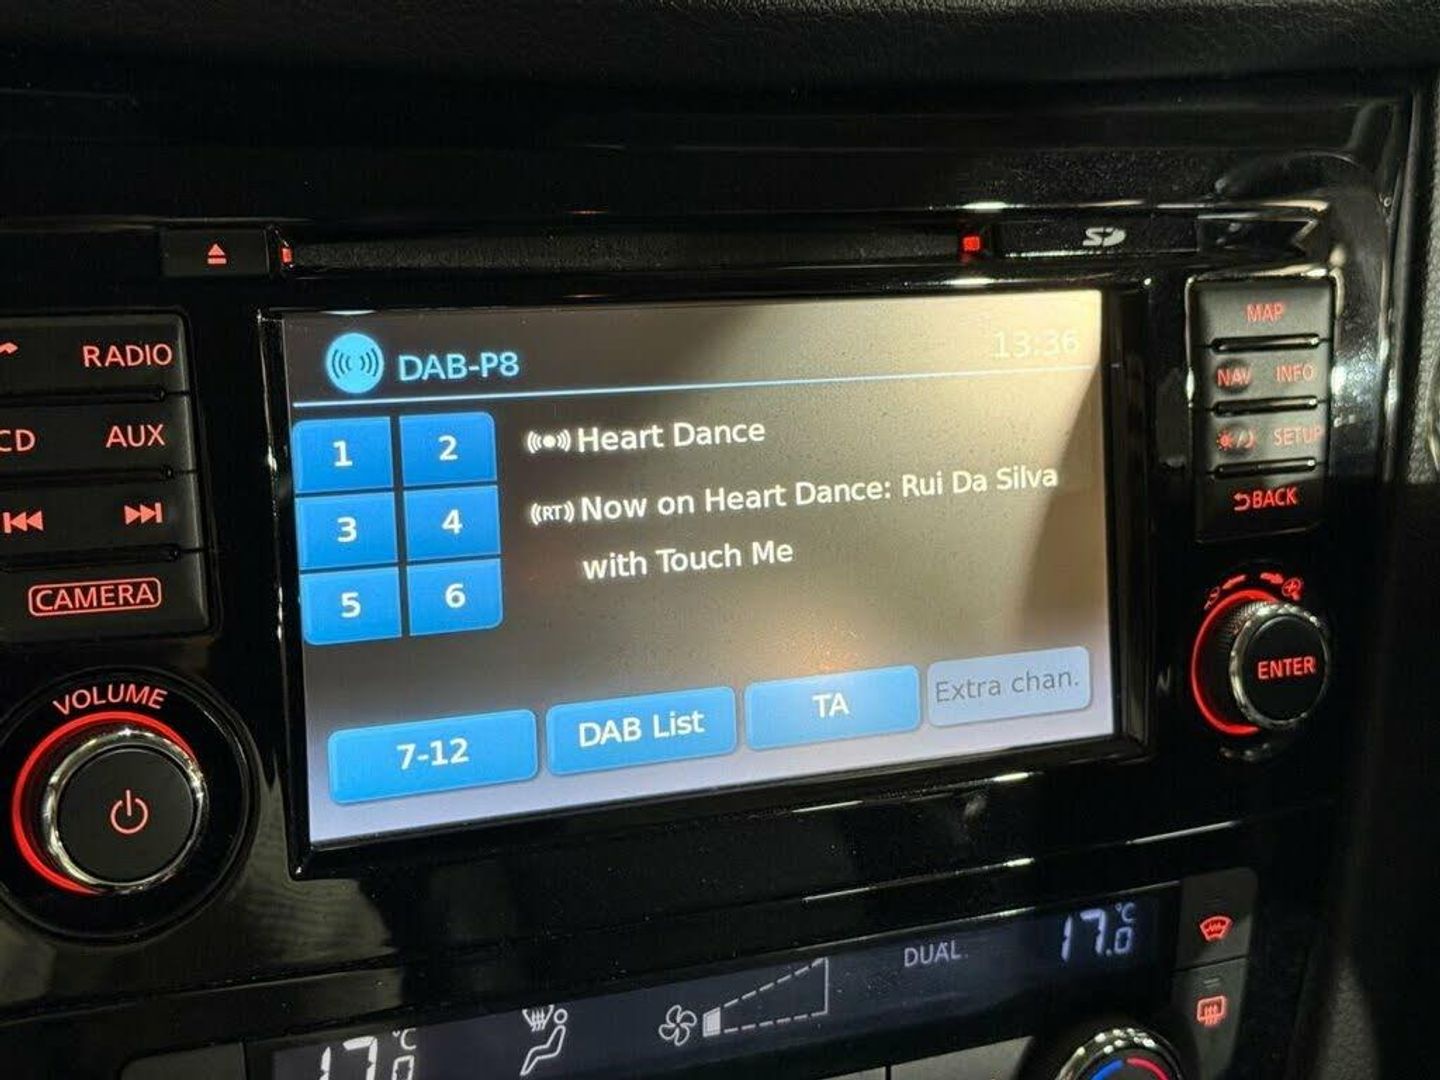 SD
MAP
RADIO
DAB-P8
13:36
NAV INFO
CD AUX
1 2
Heart Dance
SETUP
3 4
RT Now on Heart Dance: Rui Da Silva
with Touch Me
BACK
CAMERA
5 6
VOLUME
ENTER
7-12 DAB List TA Extra chan.
DUAL 17.0 °C
17.0 °C